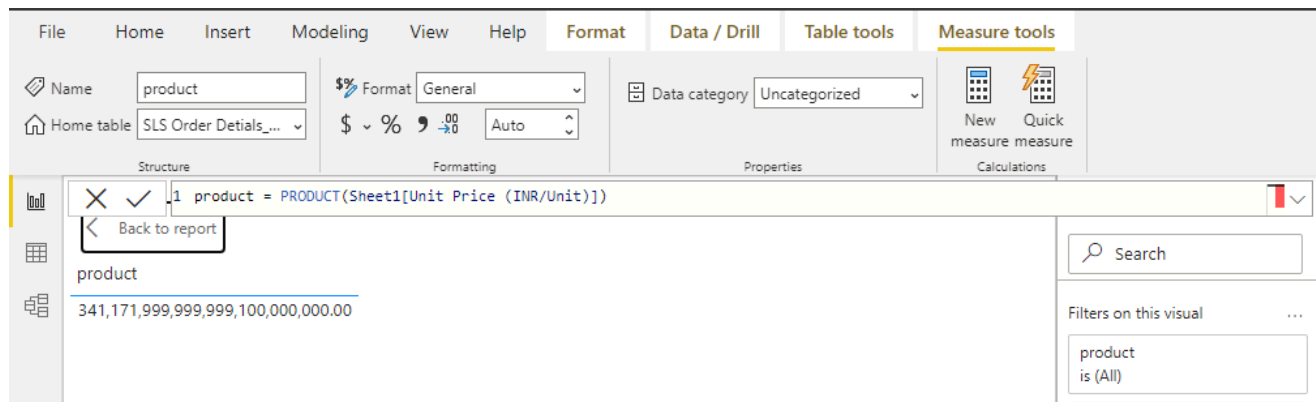 File Home Insert Modeling View Help Format Data / Drill Table tools Measure tools
Name product $% Format General Data category Uncategorized
Home table SLS Order Detials_... $ % 9 .00 →0 Auto New measure Quick measure
Structure Formatting Properties Calculations
1 product = PRODUCT(Sheet1[Unit Price (INR/Unit)])
Back to report
Search
product
341,171,999,999,999,100,000,000.00
Filters on this visual ...
product
is (All)